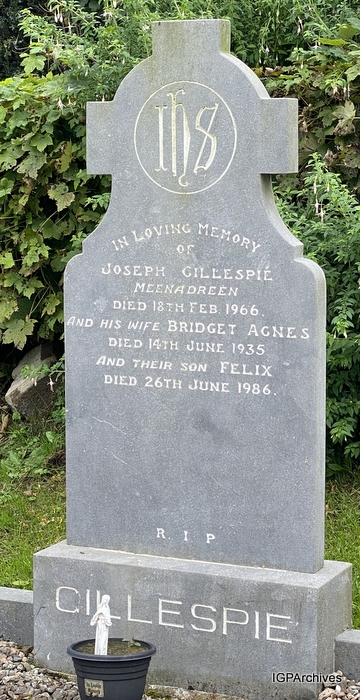 IHS
IN LOVING MEMORY
OF
JOSEPH GILLESPIE
MEENADREEN
DIED 18TH FEB. 1966.
AND HIS WIFE BRIDGET AGNES
DIED 14TH JUNE 1935
AND THEIR SON FELIX
DIED 26TH JUNE 1986.
R. I P
GILLESPIE
IGPArchives